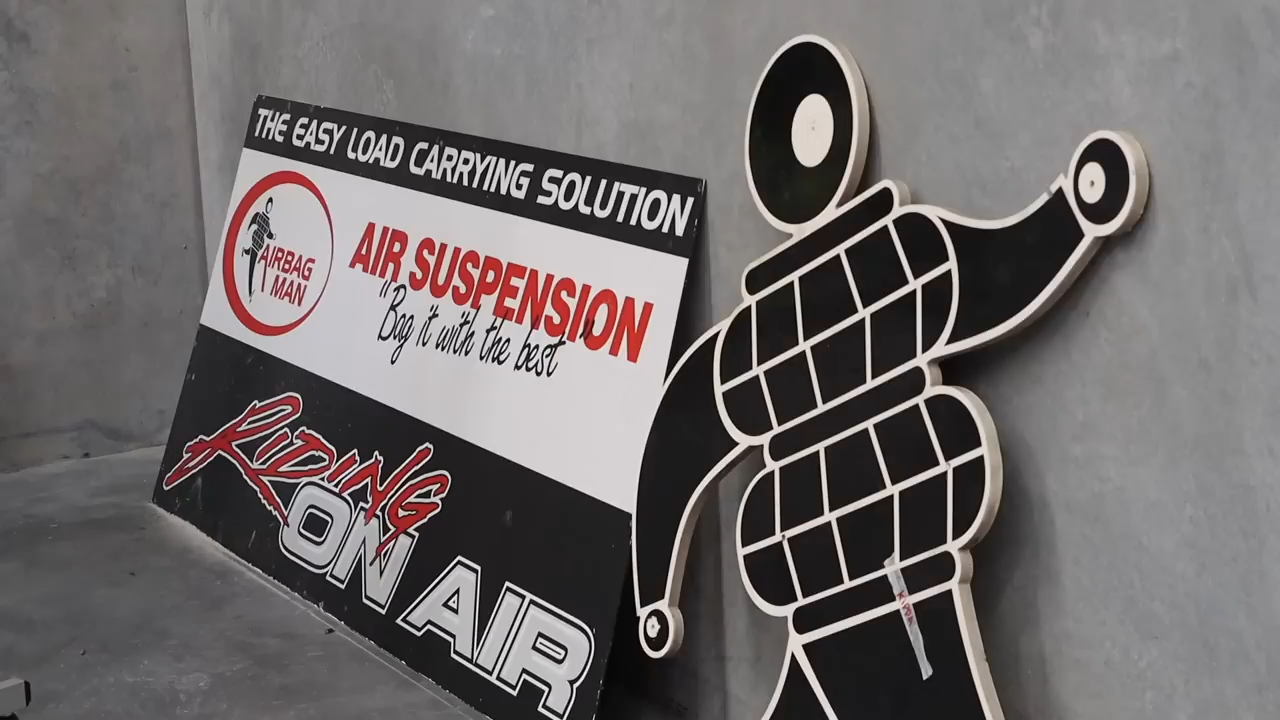 THE EASY LOAD CARRYING SOLUTION
AIRBAG
MAN
AIR SUSPENSION
"Bag it with the best"
RIDING
ON AIR